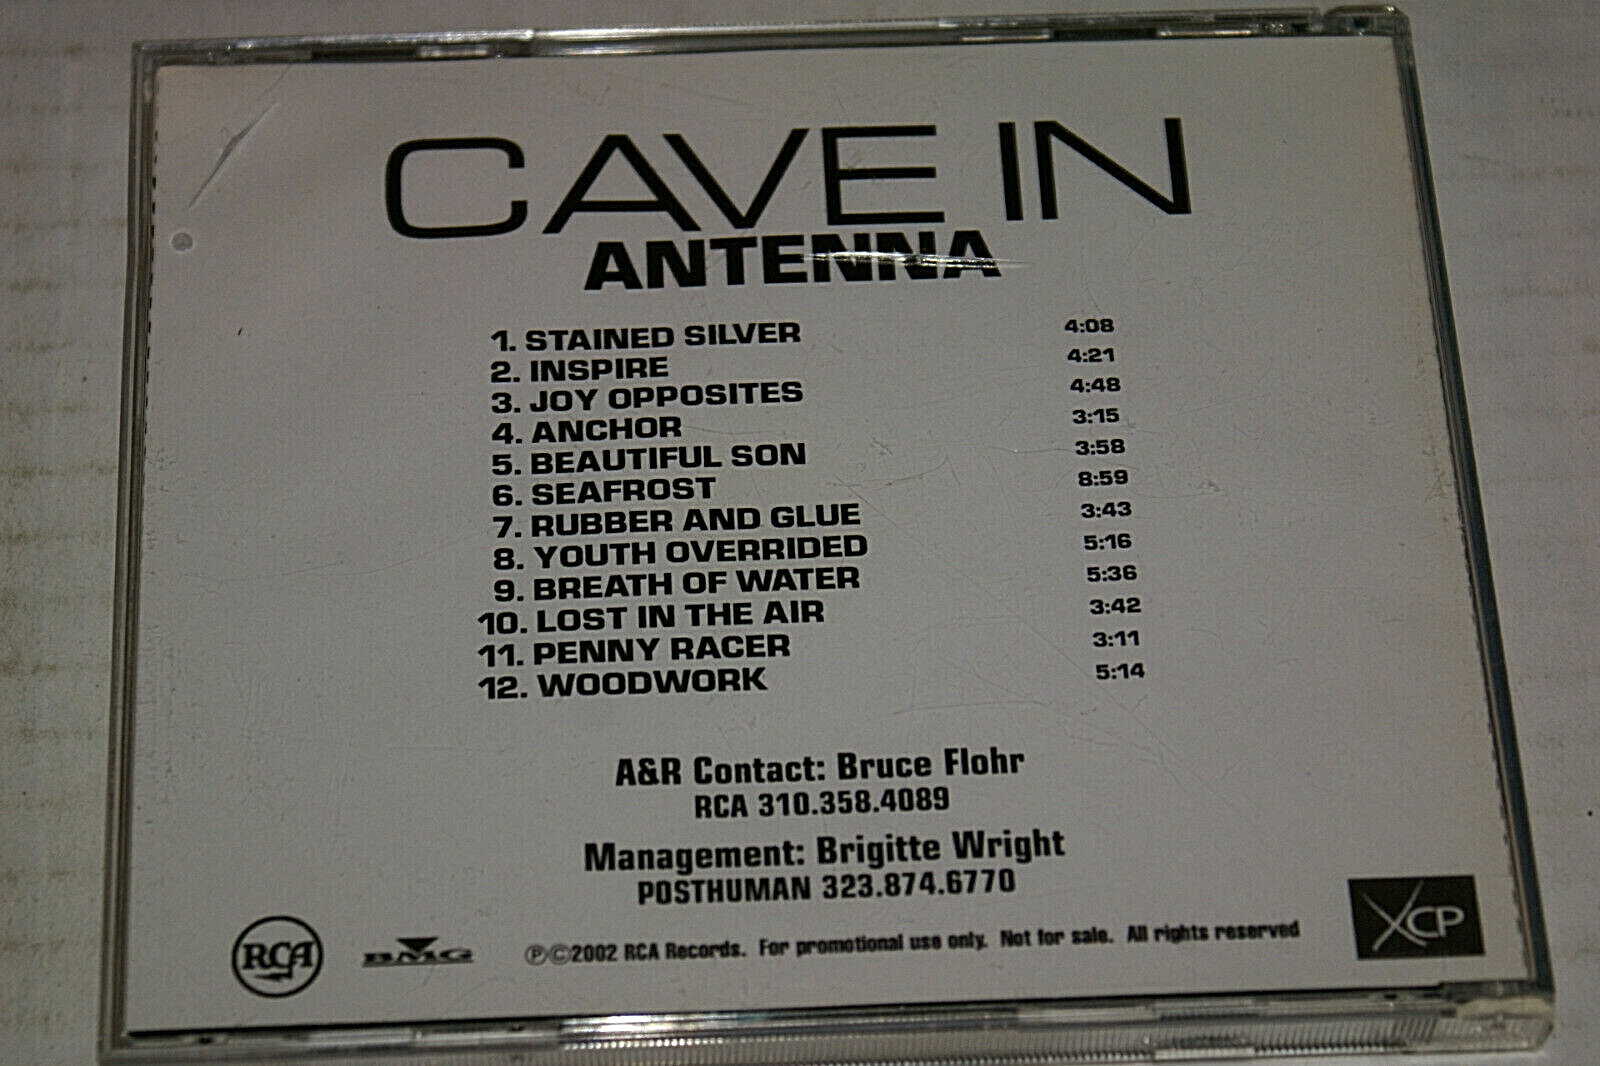 CAVE IN
ANTENNA
1. STAINED SILVER 4:08
2. INSPIRE 4:21
3. JOY OPPOSITES 4:48
4. ANCHOR 3:15
5. BEAUTIFUL SON 3:58
6. SEAFROST 8:59
7. RUBBER AND GLUE 3:43
8. YOUTH OVERRIDED 5:16
9. BREATH OF WATER 5:36
10. LOST IN THE AIR 3:42
11. PENNY RACER 3:11
12. WOODWORK 5:14
A&R Contact: Bruce Flohr
RCA 310.358.4089
Management: Brigitte Wright
POSTHUMAN 323.874.6770
RCA BMG ℗©2002 RCA Records. For promotional use only. Not for sale. All rights reserved XCP